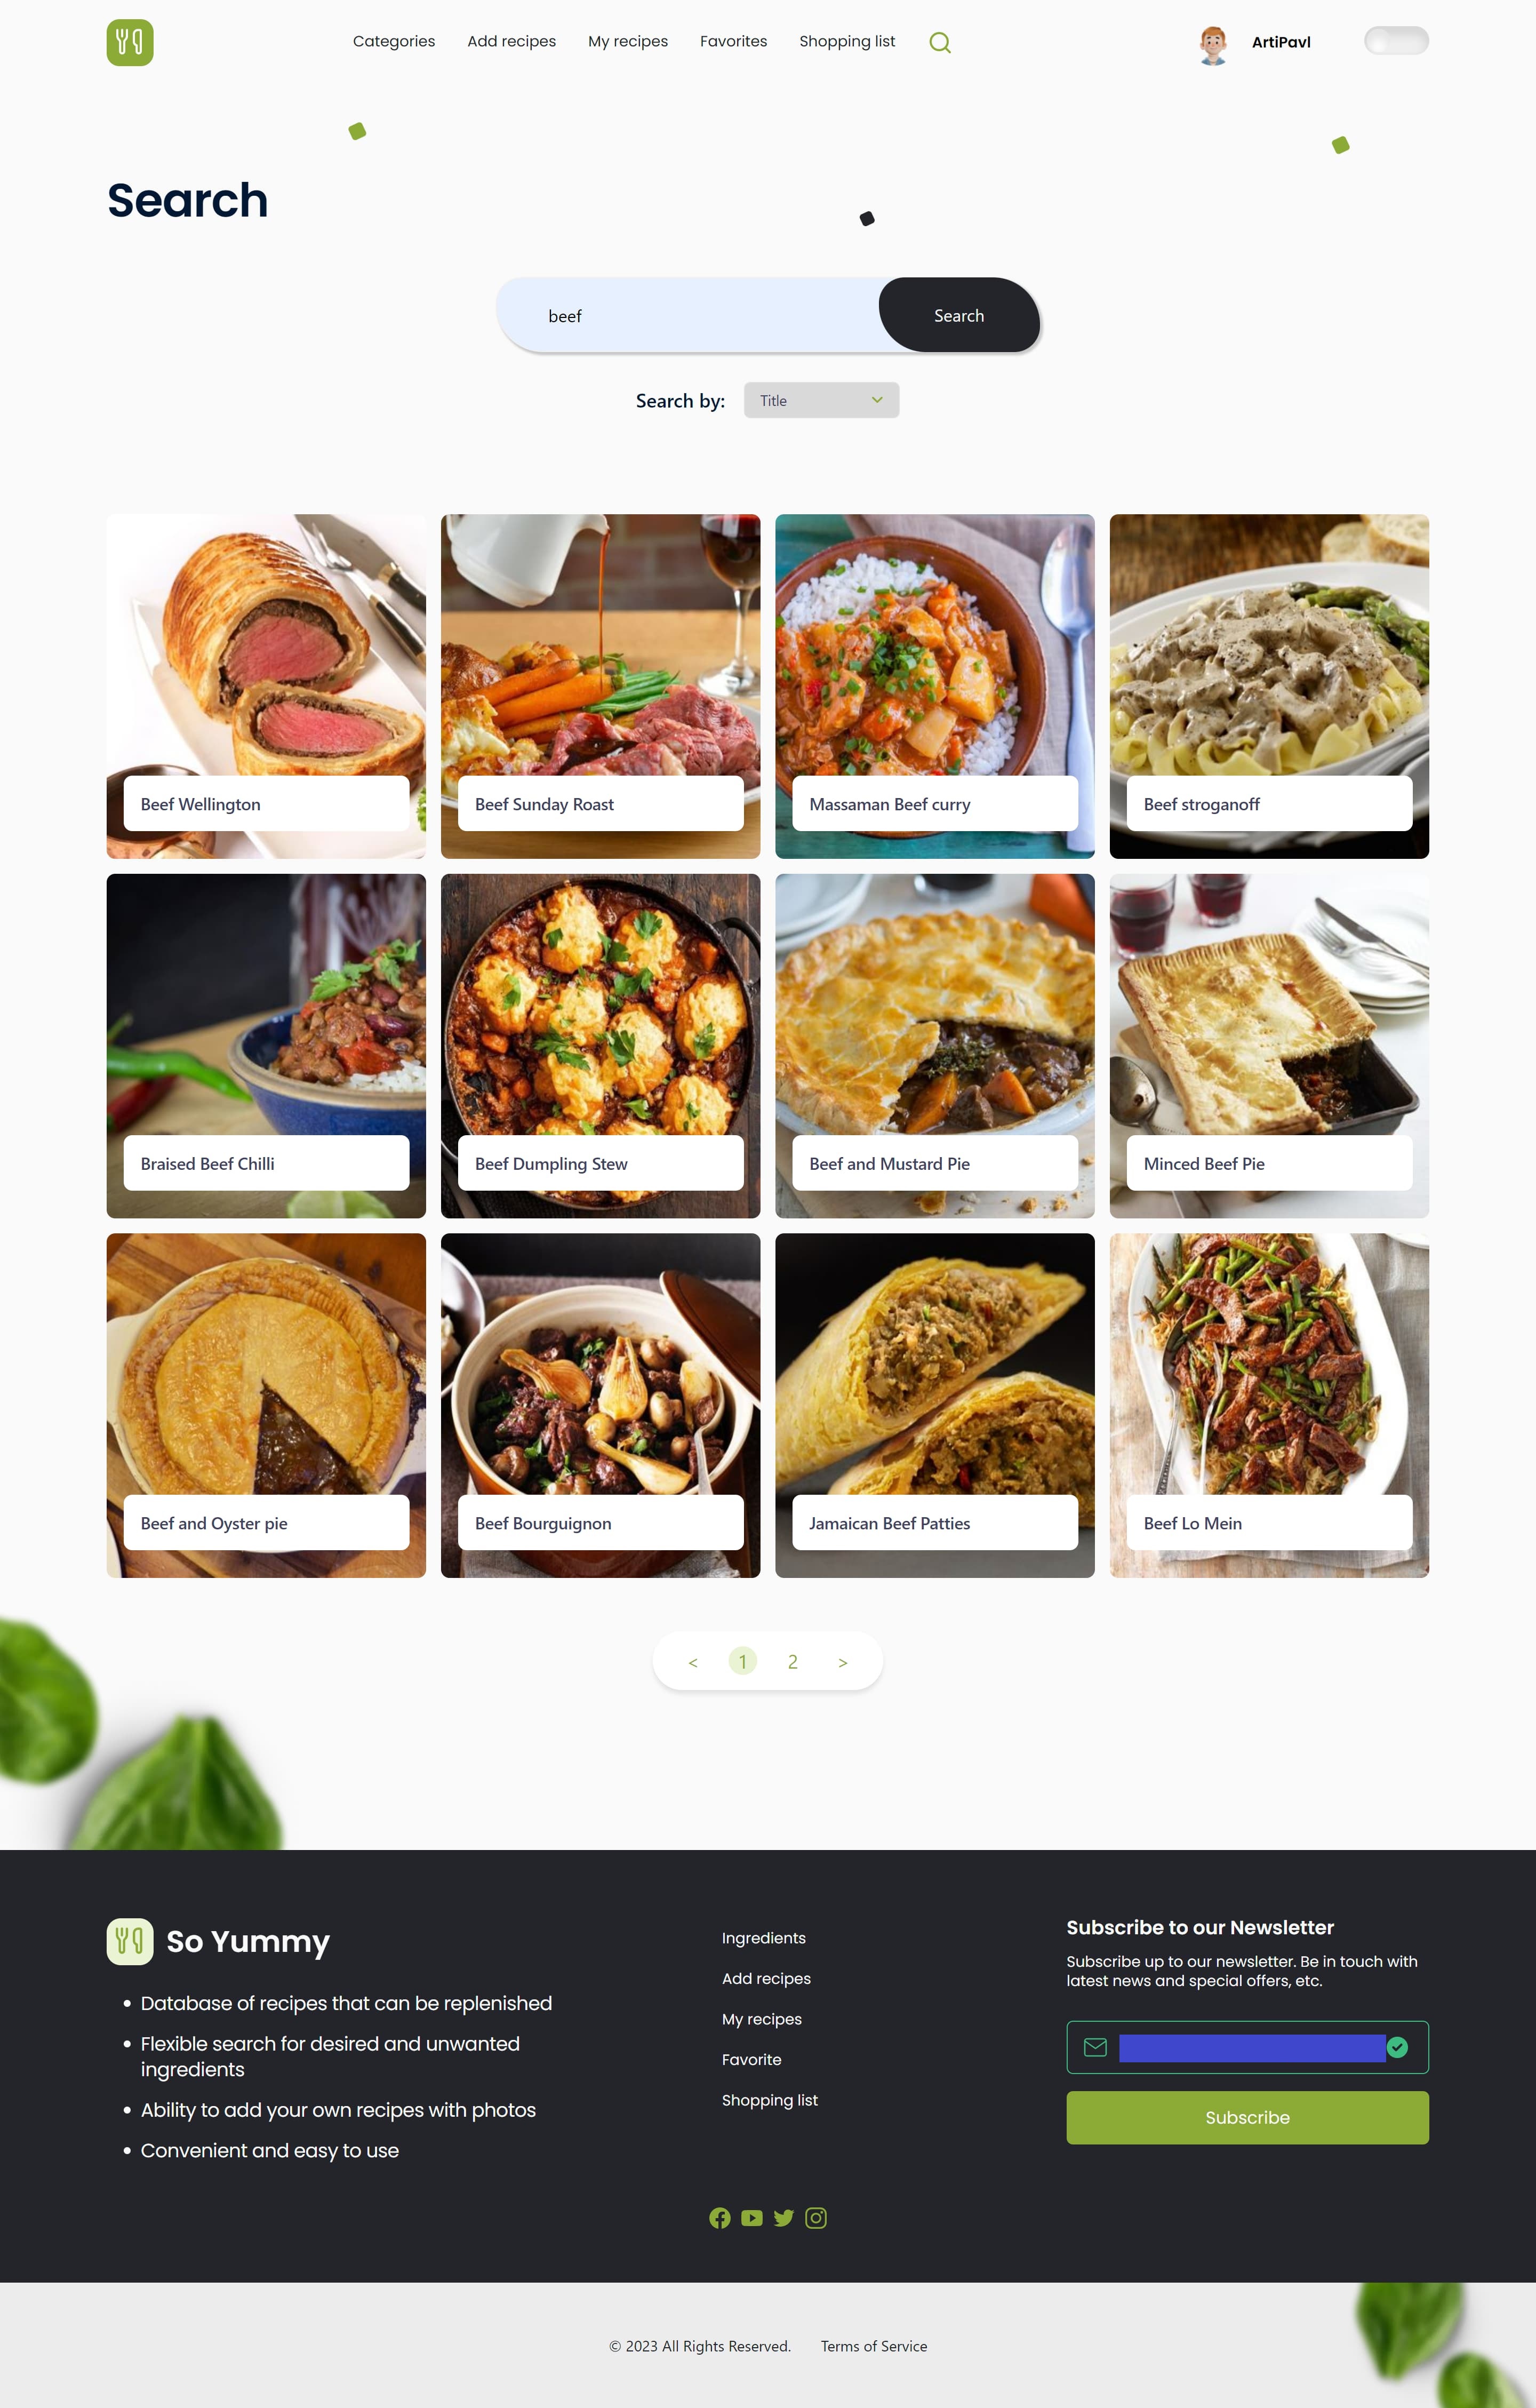 Categories
Add recipes
My recipes
Favorites
Shopping list
ArtiPavl
Search
beef
Search
Search by:
Title
Beef Wellington
Beef Sunday Roast
Massaman Beef curry
Beef stroganoff
Braised Beef Chilli
Beef Dumpling Stew
Beef and Mustard Pie
Minced Beef Pie
Beef and Oyster pie
Beef Bourguignon
Jamaican Beef Patties
Beef Lo Mein
< 1 2 >
So Yummy
Database of recipes that can be replenished
Flexible search for desired and unwanted
ingredients
Ability to add your own recipes with photos
Convenient and easy to use
Ingredients
Add recipes
My recipes
Favorite
Shopping list
Subscribe to our Newsletter
Subscribe up to our newsletter. Be in touch with
latest news and special offers, etc.
Subscribe
© 2023 All Rights Reserved.
Terms of Service